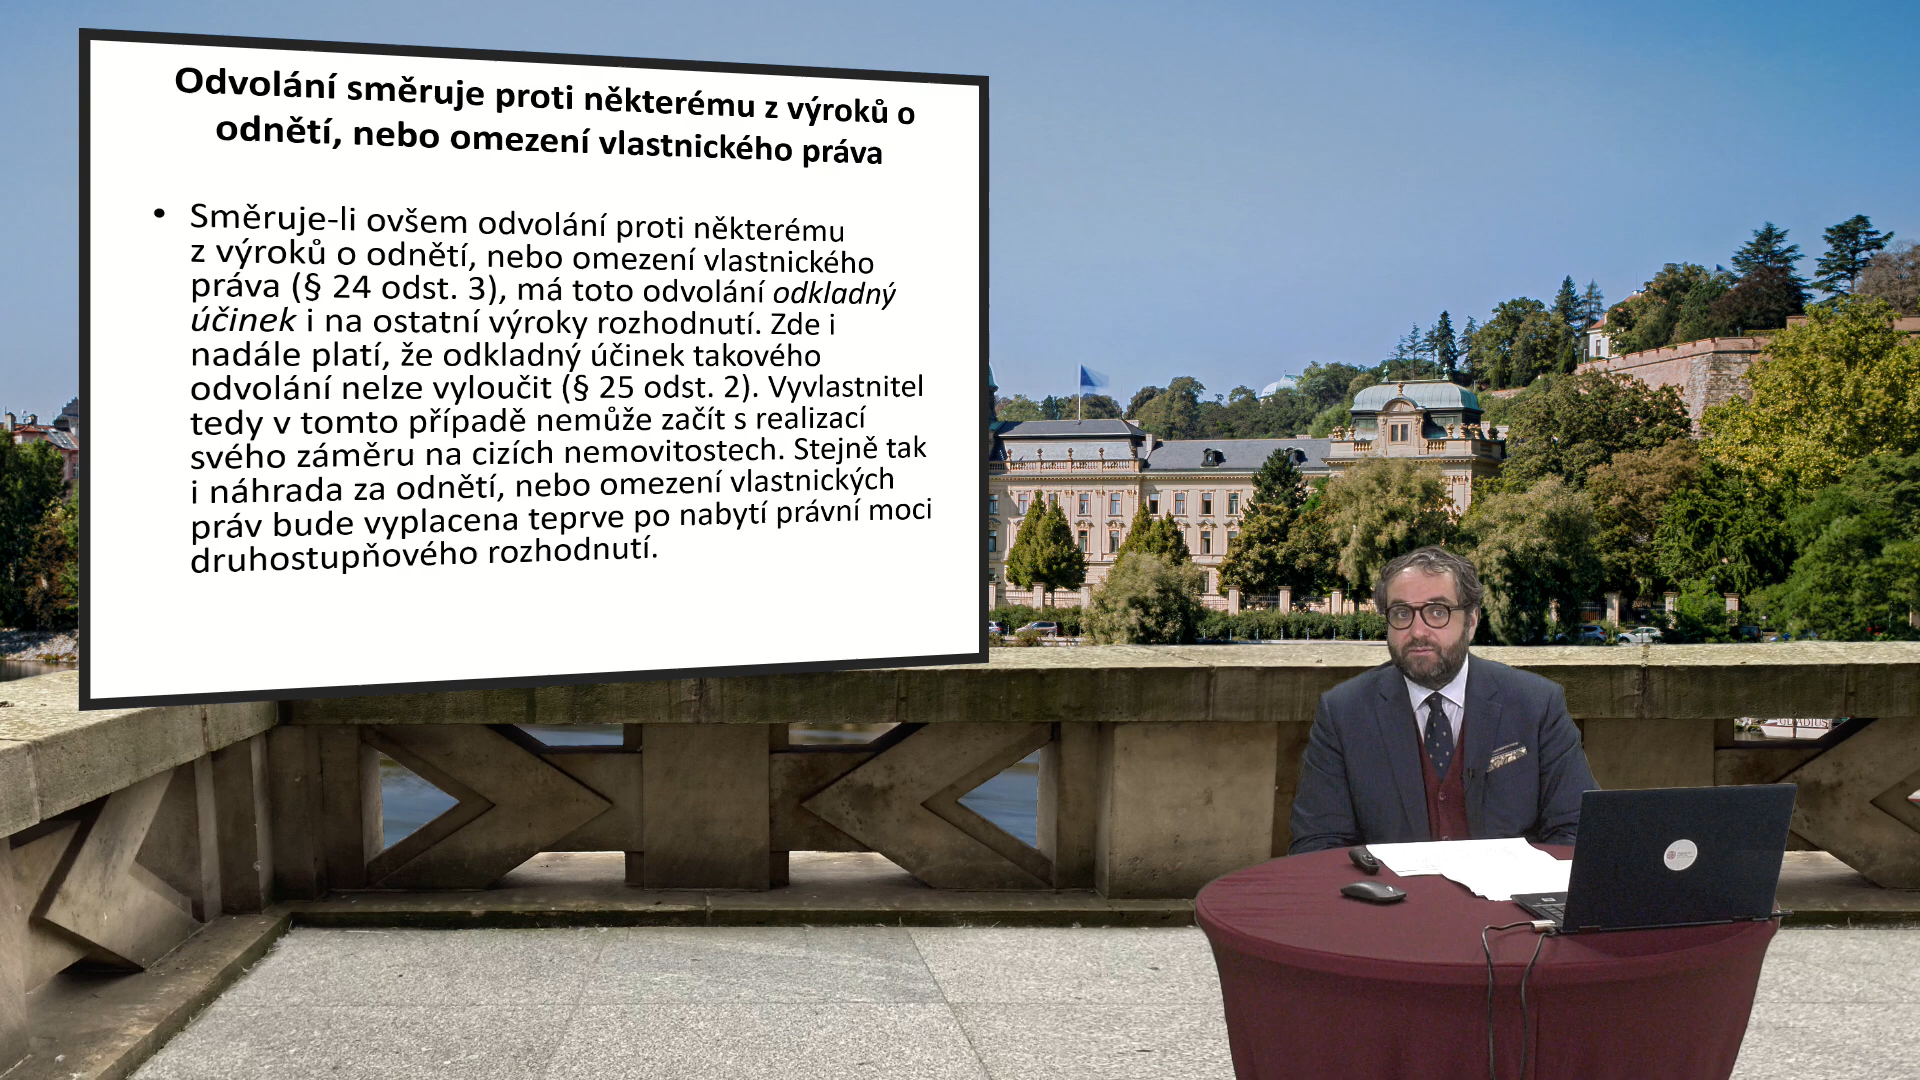 Odvolání směruje proti některému z výroků o
odnětí, nebo omezení vlastnického práva
• Směruje-li ovšem odvolání proti některému
z výroků o odnětí, nebo omezení vlastnického
práva (§ 24 odst. 3), má toto odvolání odkladný
účinek i na ostatní výroky rozhodnutí. Zde i
nadále platí, že odkladný účinek takového
odvolání nelze vyloučit (§ 25 odst. 2). Vyvlastnitel
tedy v tomto případě nemůže začít s realizací
svého záměru na cizích nemovitostech. Stejně tak
i náhrada za odnětí, nebo omezení vlastnických
práv bude vyplacena teprve po nabytí právní moci
druhostupňového rozhodnutí.
GLADIUS